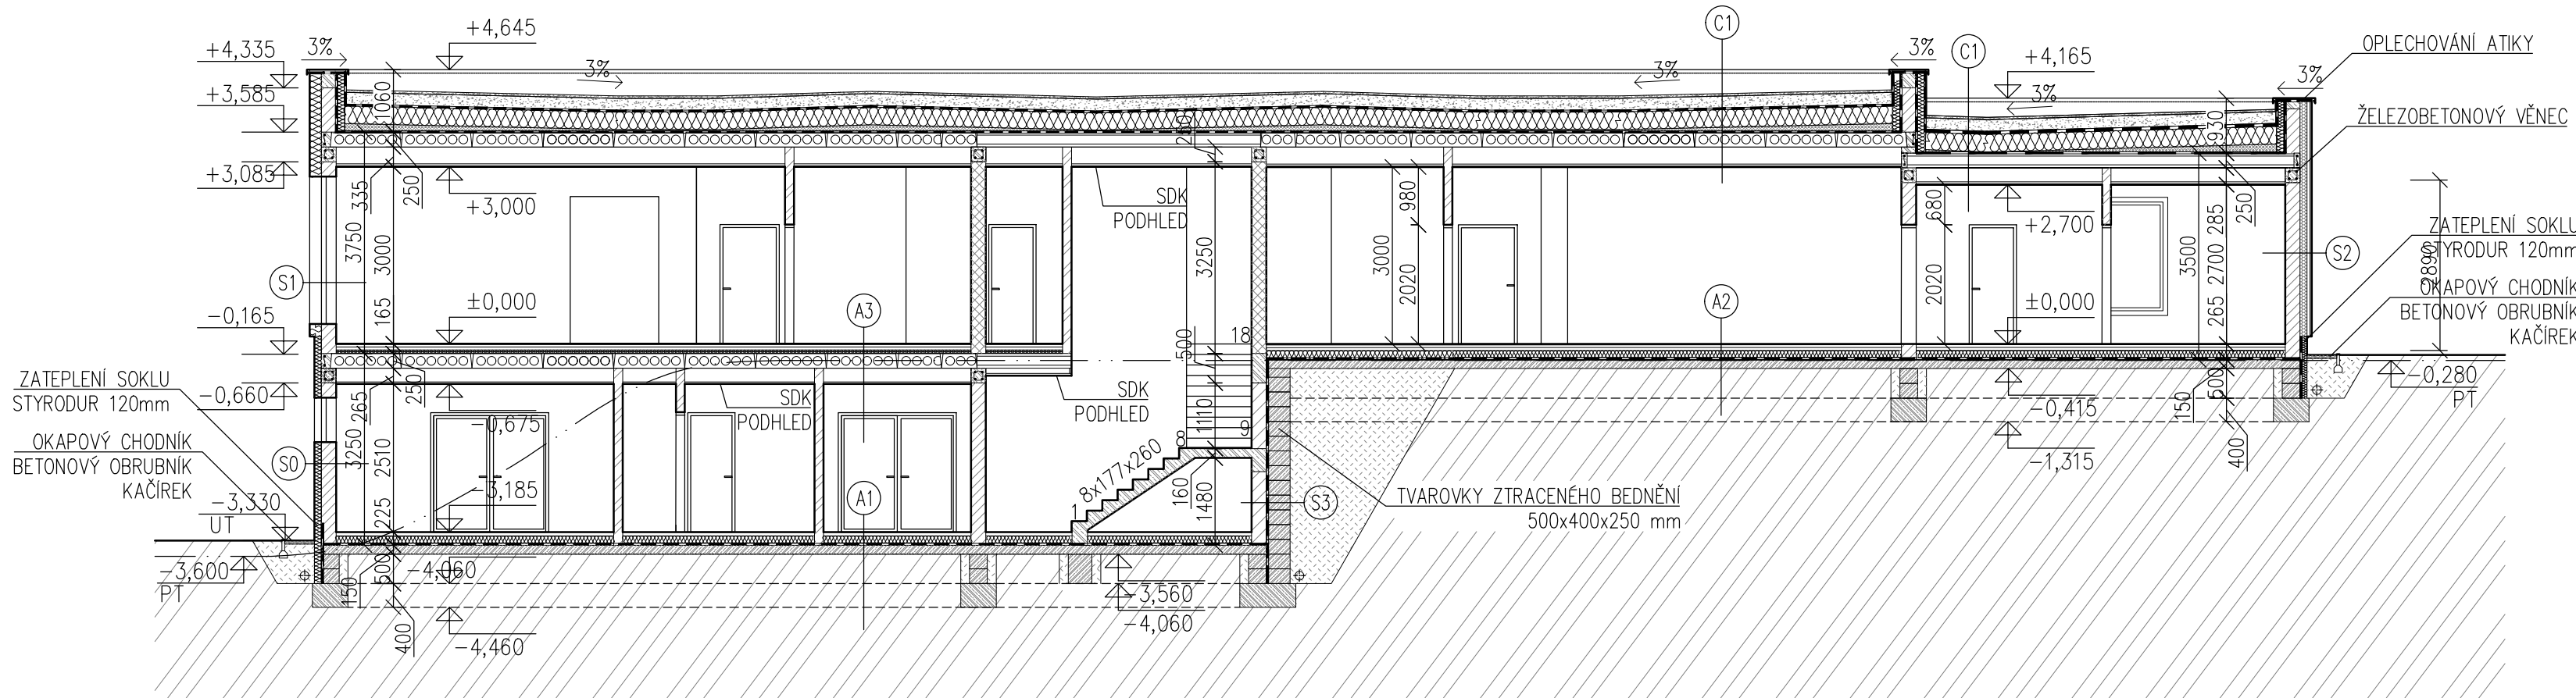 +4,645
C1
3%
+4,335
3%
C1
OPLECHOVÁNÍ ATIKY
+4,165
3%
3%
3%
3%
+3,585
1060
250
930
ŽELEZOBETONOVÝ VĚNEC
+3,085
335
250
+3,000
SDK
PODHLED
980
680
+2,700
285
250
ZATEPLENÍ SOKLU
STYRODUR 120mm
3750
3000
3250
3000
2020
2020
3500
2700
S2
2890
S1
A3
A2
OKAPOVÝ CHODNÍK
BETONOVÝ OBRUBNÍK
KAČÍREK
165
±0,000
±0,000
265
-0,165
500
18
ZATEPLENÍ SOKLU
STYRODUR 120mm
-0,660
265
250
-0,675
SDK
PODHLED
SDK
PODHLED
1110
-0,415
150
500
-0,280
PT
OKAPOVÝ CHODNÍK
BETONOVÝ OBRUBNÍK
KAČÍREK
S0
3250
2510
8
9
8x177x260
-1,315
400
-3,330
UT
225
-3,185
A1
1
160
1480
S3
TVAROVKY ZTRACENÉHO BEDNĚNÍ
500x400x250 mm
-3,600
PT
150
500
-4,060
-3,560
-4,060
400
-4,460